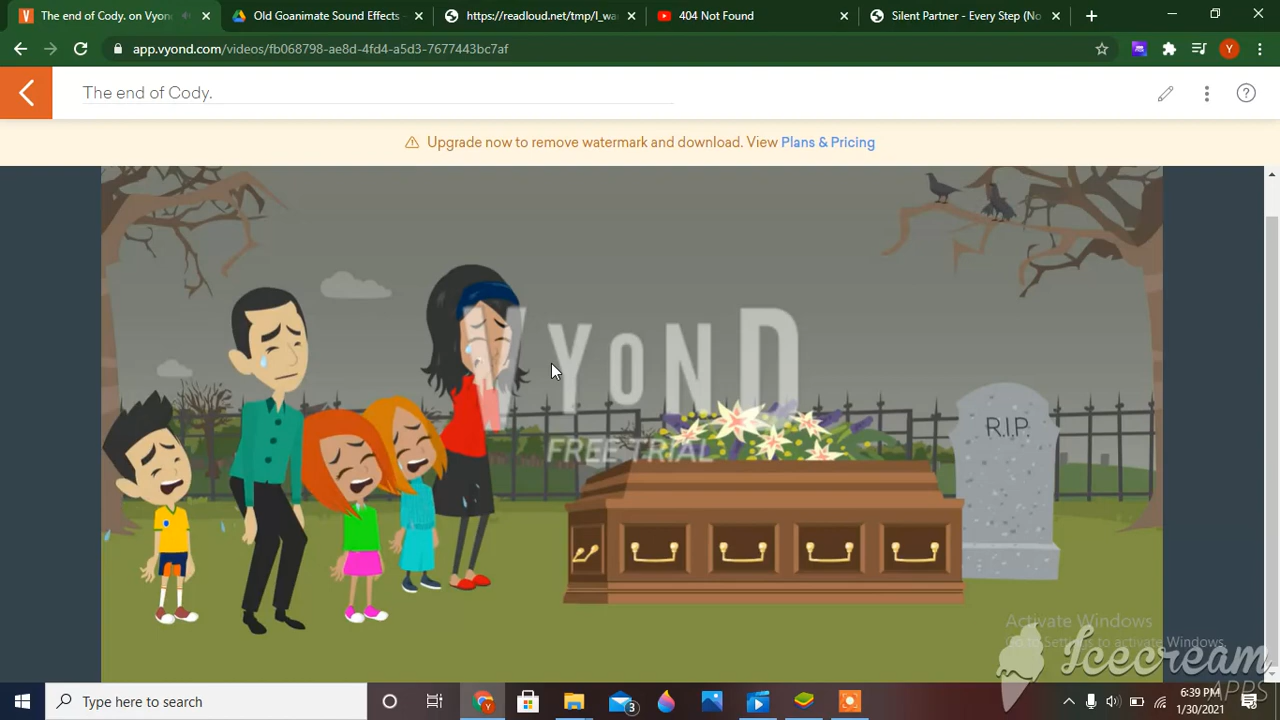 The end of Cody. on Vyon
Old Goanimate Sound Effects -
https://readloud.net/tmp/I_wa
404 Not Found
Silent Partner - Every Step (No
app.vyond.com/videos/fb068798-ae8d-4fd4-a5d3-7677443bc7af
Y
The end of Cody.
Upgrade now to remove watermark and download. View Plans & Pricing
VYOND
FREE TRIAL
R.I.P
Activate Windows
Go to Settings to activate Windows.
Icecream
APPS
Type here to search
3
6:39 PM
1/30/2021